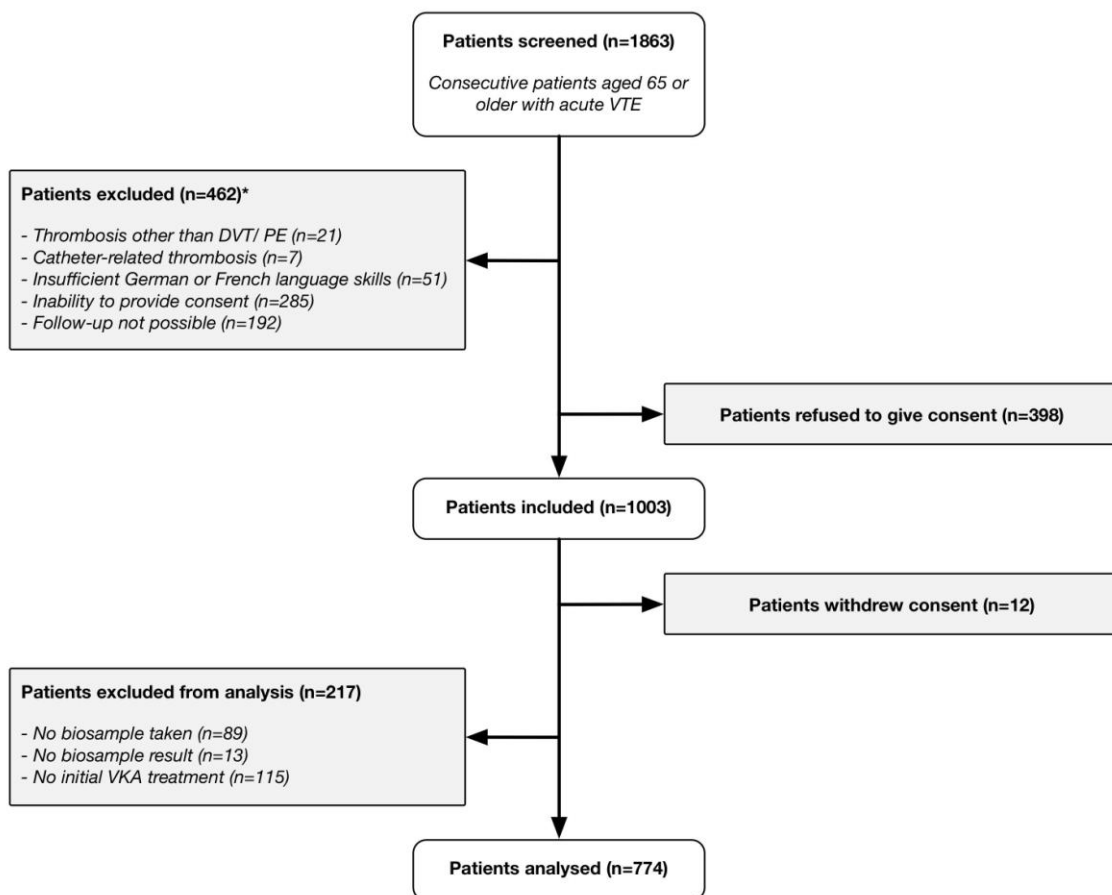 Patients screened (n=1863)
Consecutive patients aged 65 or
older with acute VTE
Patients excluded (n=462)*
- Thrombosis other than DVT/ PE (n=21)
- Catheter-related thrombosis (n=7)
- Insufficient German or French language skills (n=51)
- Inability to provide consent (n=285)
- Follow-up not possible (n=192)
Patients refused to give consent (n=398)
Patients included (n=1003)
Patients withdrew consent (n=12)
Patients excluded from analysis (n=217)
- No biosample taken (n=89)
- No biosample result (n=13)
- No initial VKA treatment (n=115)
Patients analysed (n=774)